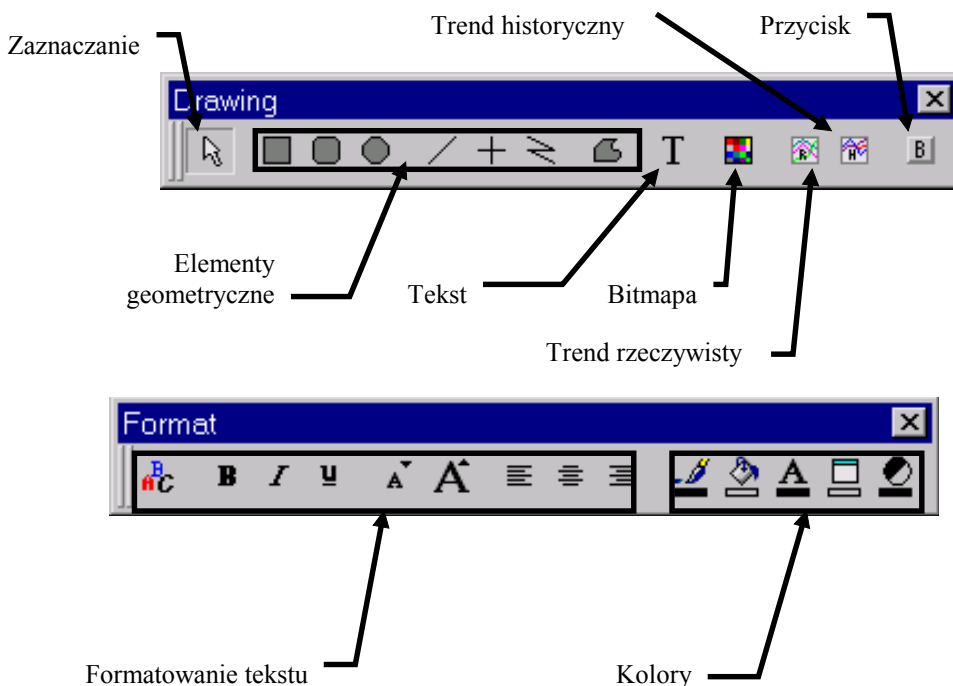 Trend historyczny
Przycisk
Zaznaczanie
Drawing
T
R
H
B
Elementy
geometryczne
Tekst
Bitmapa
Trend rzeczywisty
Format
A B C
B I U A A
A
Formatowanie tekstu
Kolory